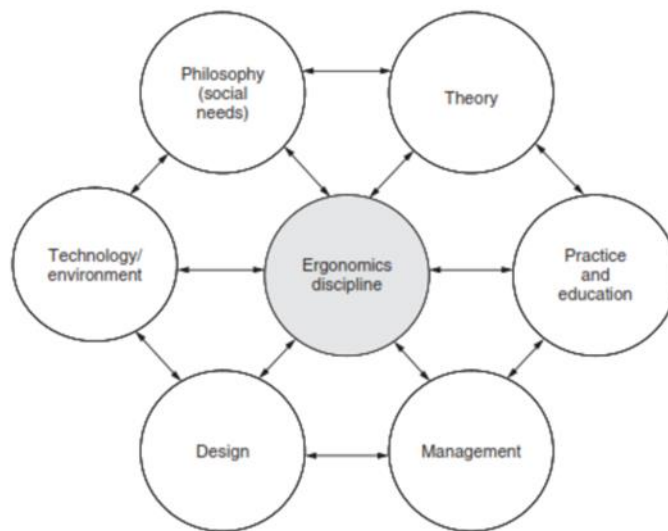 Philosophy
(social
needs)
Theory
Technology/
environment
Ergonomics
discipline
Practice
and
education
Design
Management